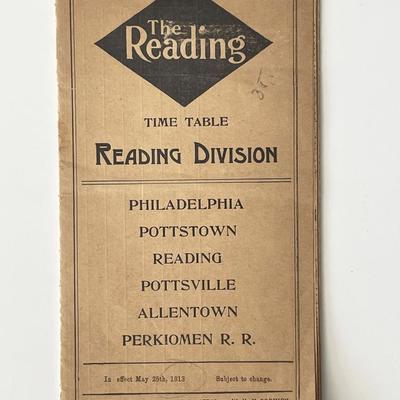 The
Reading
35.
TIME TABLE
READING DIVISION
PHILADELPHIA
POTTSTOWN
READING
POTTSVILLE
ALLENTOWN
PERKIOMEN R. R.
In effect May 25th, 1913 Subject to change.